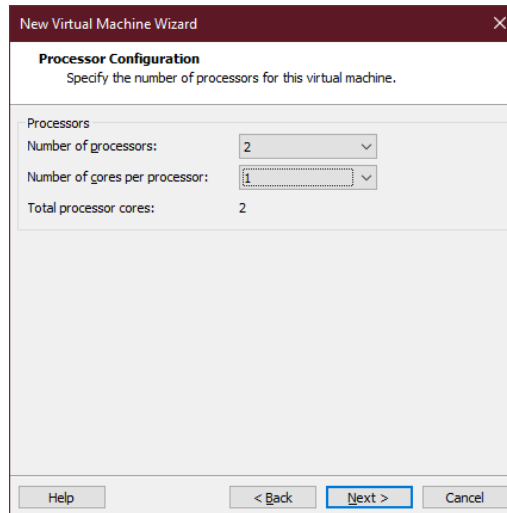 New Virtual Machine Wizard
Processor Configuration
Specify the number of processors for this virtual machine.
Processors
Number of processors: 2
Number of cores per processor: 1
Total processor cores: 2
Help < Back Next > Cancel